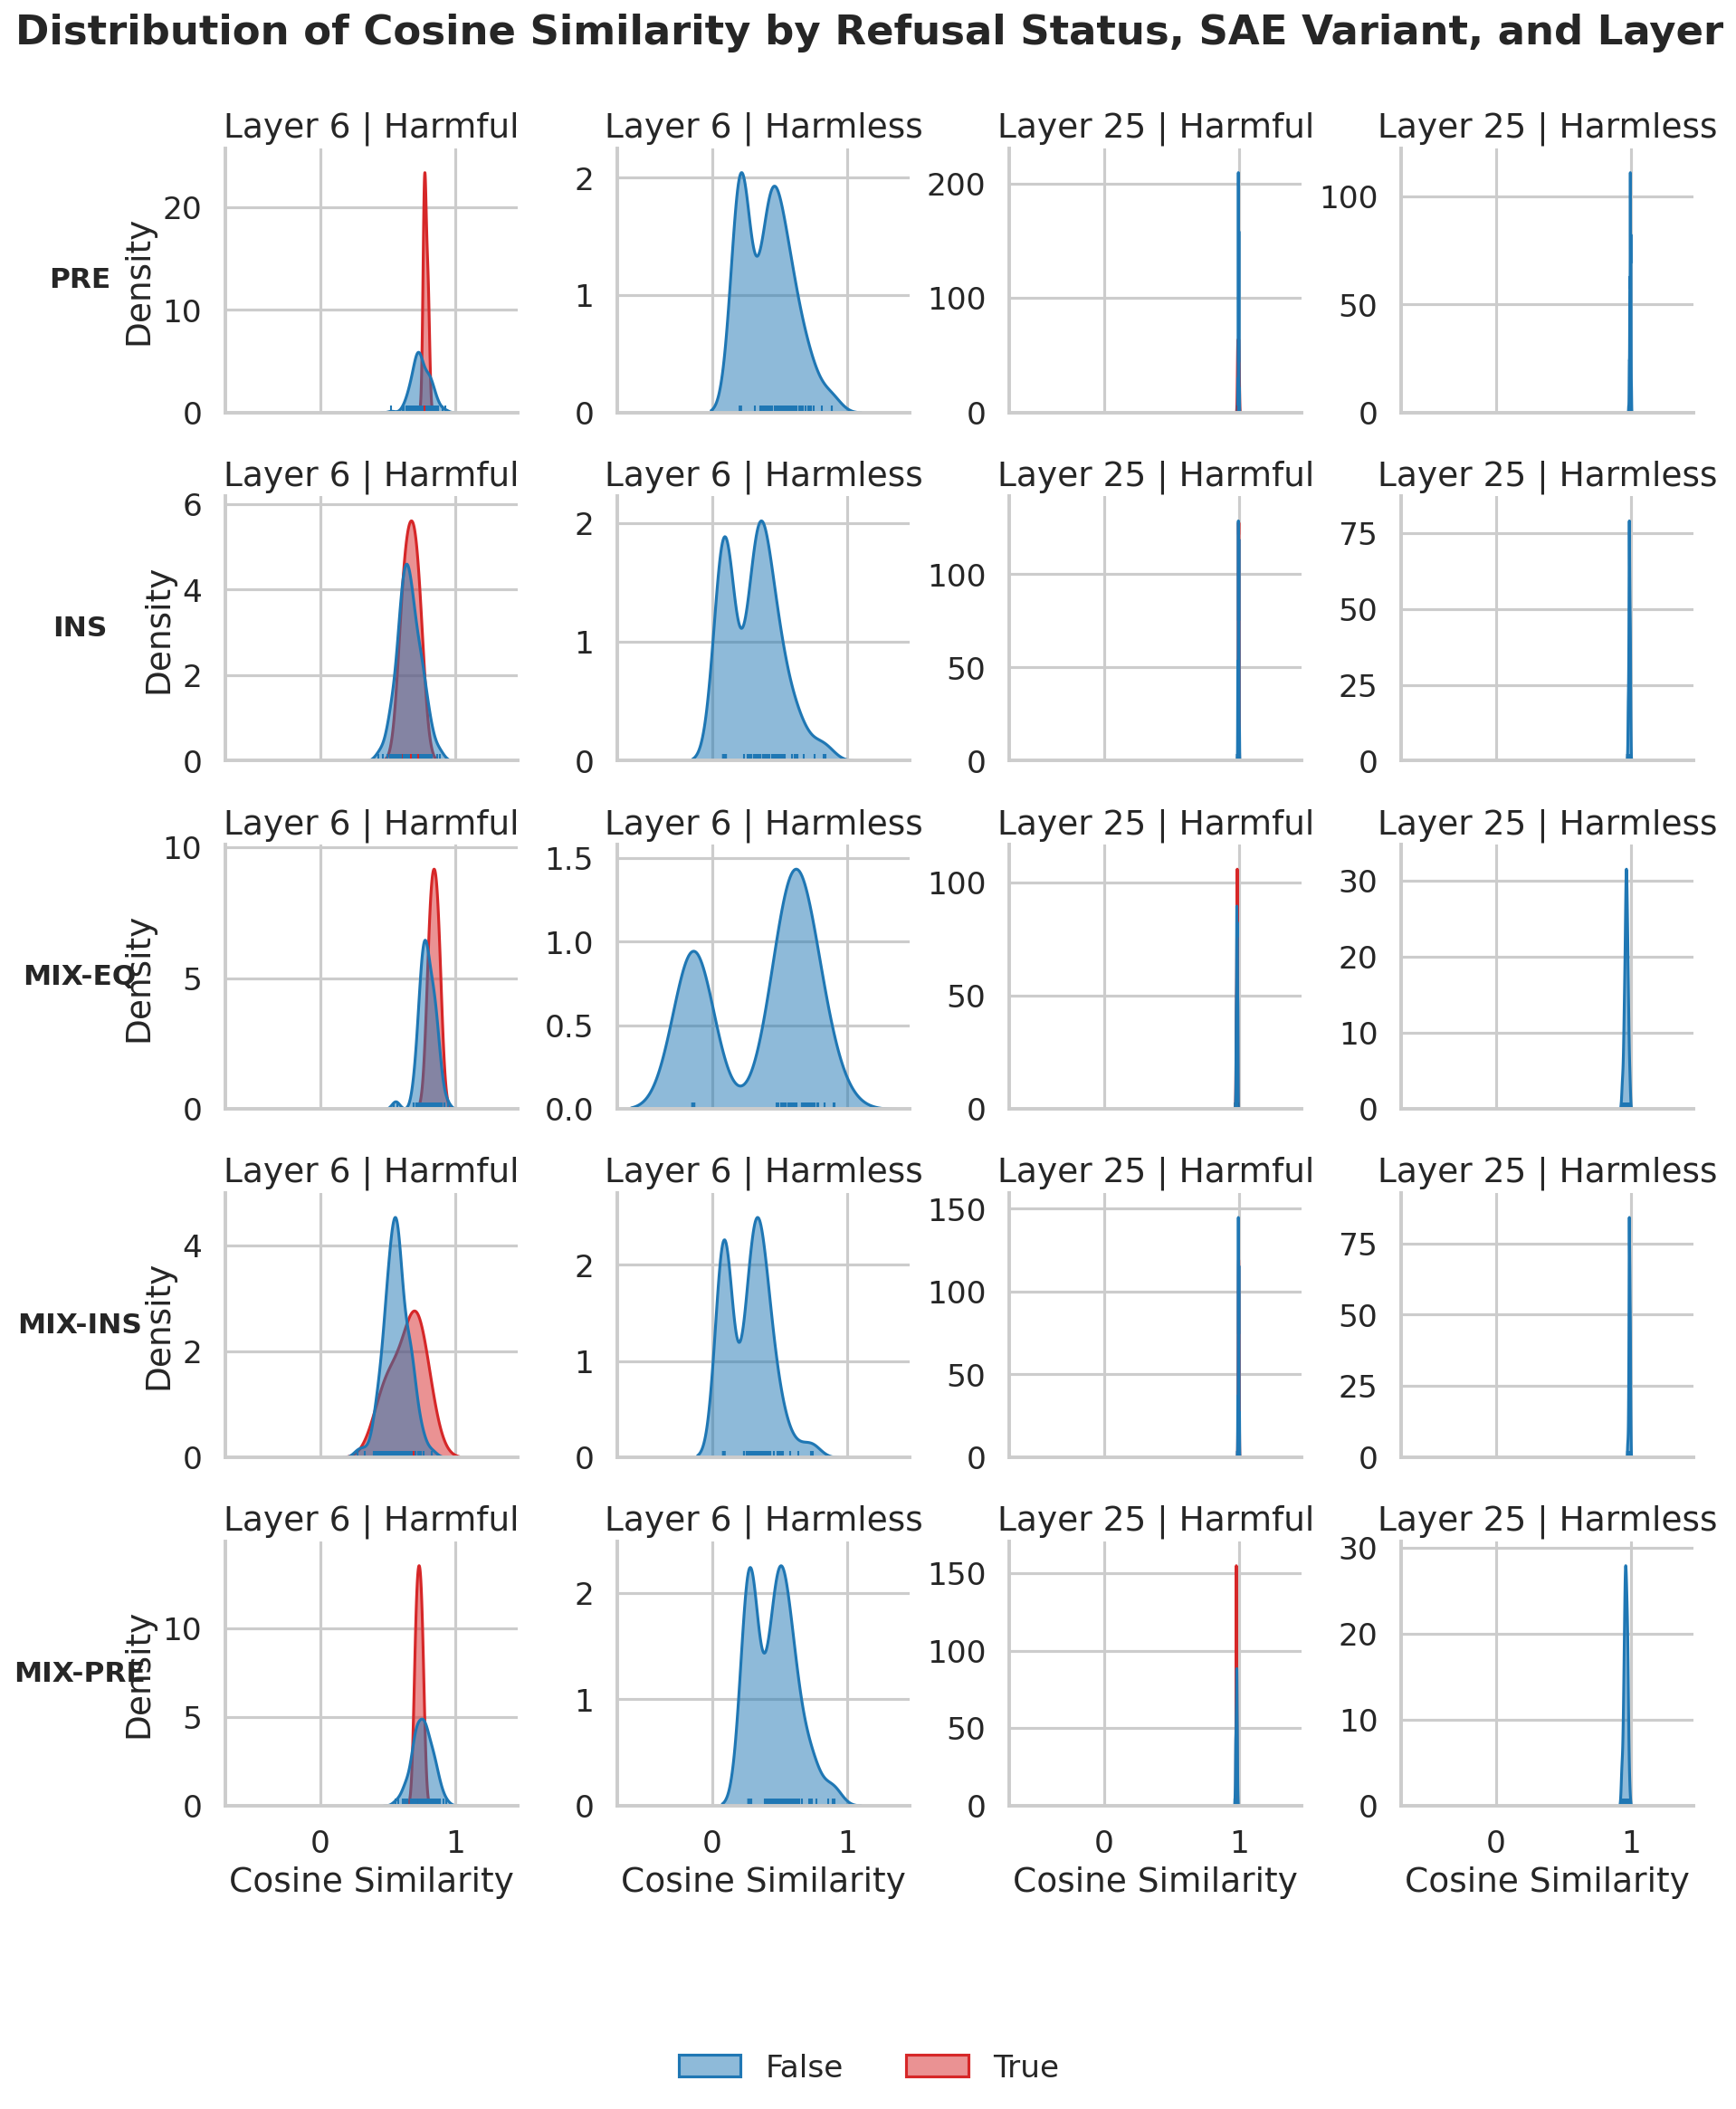 Distribution of Cosine Similarity by Refusal Status, SAE Variant, and Layer
Layer 6 | Harmful
Layer 6 | Harmless
Layer 25 | Harmful
Layer 25 | Harmless
PRE
Density
20
10
0
2
1
0
200
100
0
100
50
0
Layer 6 | Harmful
Layer 6 | Harmless
Layer 25 | Harmful
Layer 25 | Harmless
INS
Density
6
4
2
0
2
1
0
100
50
0
75
50
25
0
Layer 6 | Harmful
Layer 6 | Harmless
Layer 25 | Harmful
Layer 25 | Harmless
MIX-EQ
Density
10
5
0
1.5
1.0
0.5
0.0
100
50
0
30
20
10
0
Layer 6 | Harmful
Layer 6 | Harmless
Layer 25 | Harmful
Layer 25 | Harmless
MIX-INS
Density
4
2
0
2
1
0
150
100
50
0
75
50
25
0
Layer 6 | Harmful
Layer 6 | Harmless
Layer 25 | Harmful
Layer 25 | Harmless
MIX-PRE
Density
10
5
0
2
1
0
150
100
50
0
30
20
10
0
0 1
0 1
0 1
0 1
Cosine Similarity
Cosine Similarity
Cosine Similarity
Cosine Similarity
False
True